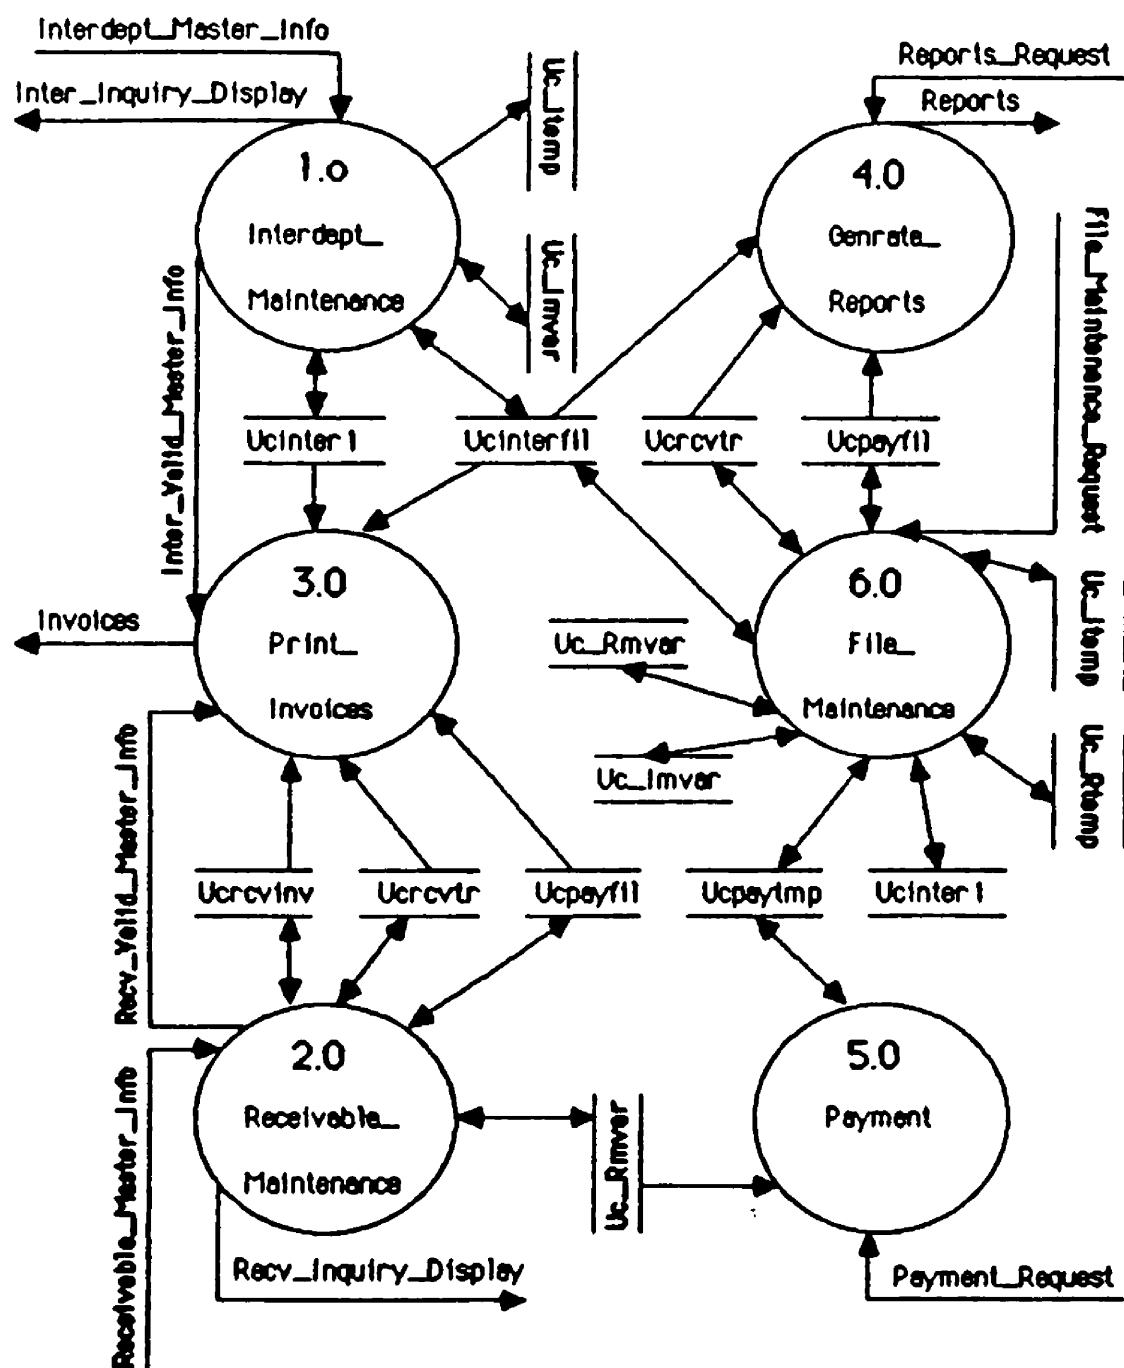 Interdept_Master_Info
Reports_Request
Inter_Inquiry_Display
Reports
Uc_Itemp
1.0
Interdept_
Maintenance
4.0
Genrate_
Reports
Uc_Imvar
File_Maintenance_Request
Inter_Valid_Master_Info
Ucinter1
Ucinterfil
Ucrcvtr
Ucpayfil
3.0
Print_
Invoices
6.0
File_
Maintenance
Uc_Itemp
Invoices
Uc_Rmvar
Uc_Imvar
Uc_Rtemp
Recv_Valid_Master_Info
Ucrcvinv
Ucrcvtr
Ucpayfil
Ucpaytmp
Ucinter1
2.0
Receivable_
Maintenance
5.0
Payment
Receivable_Master_Info
Uc_Rmvar
Recv_Inquiry_Display
Payment_Request